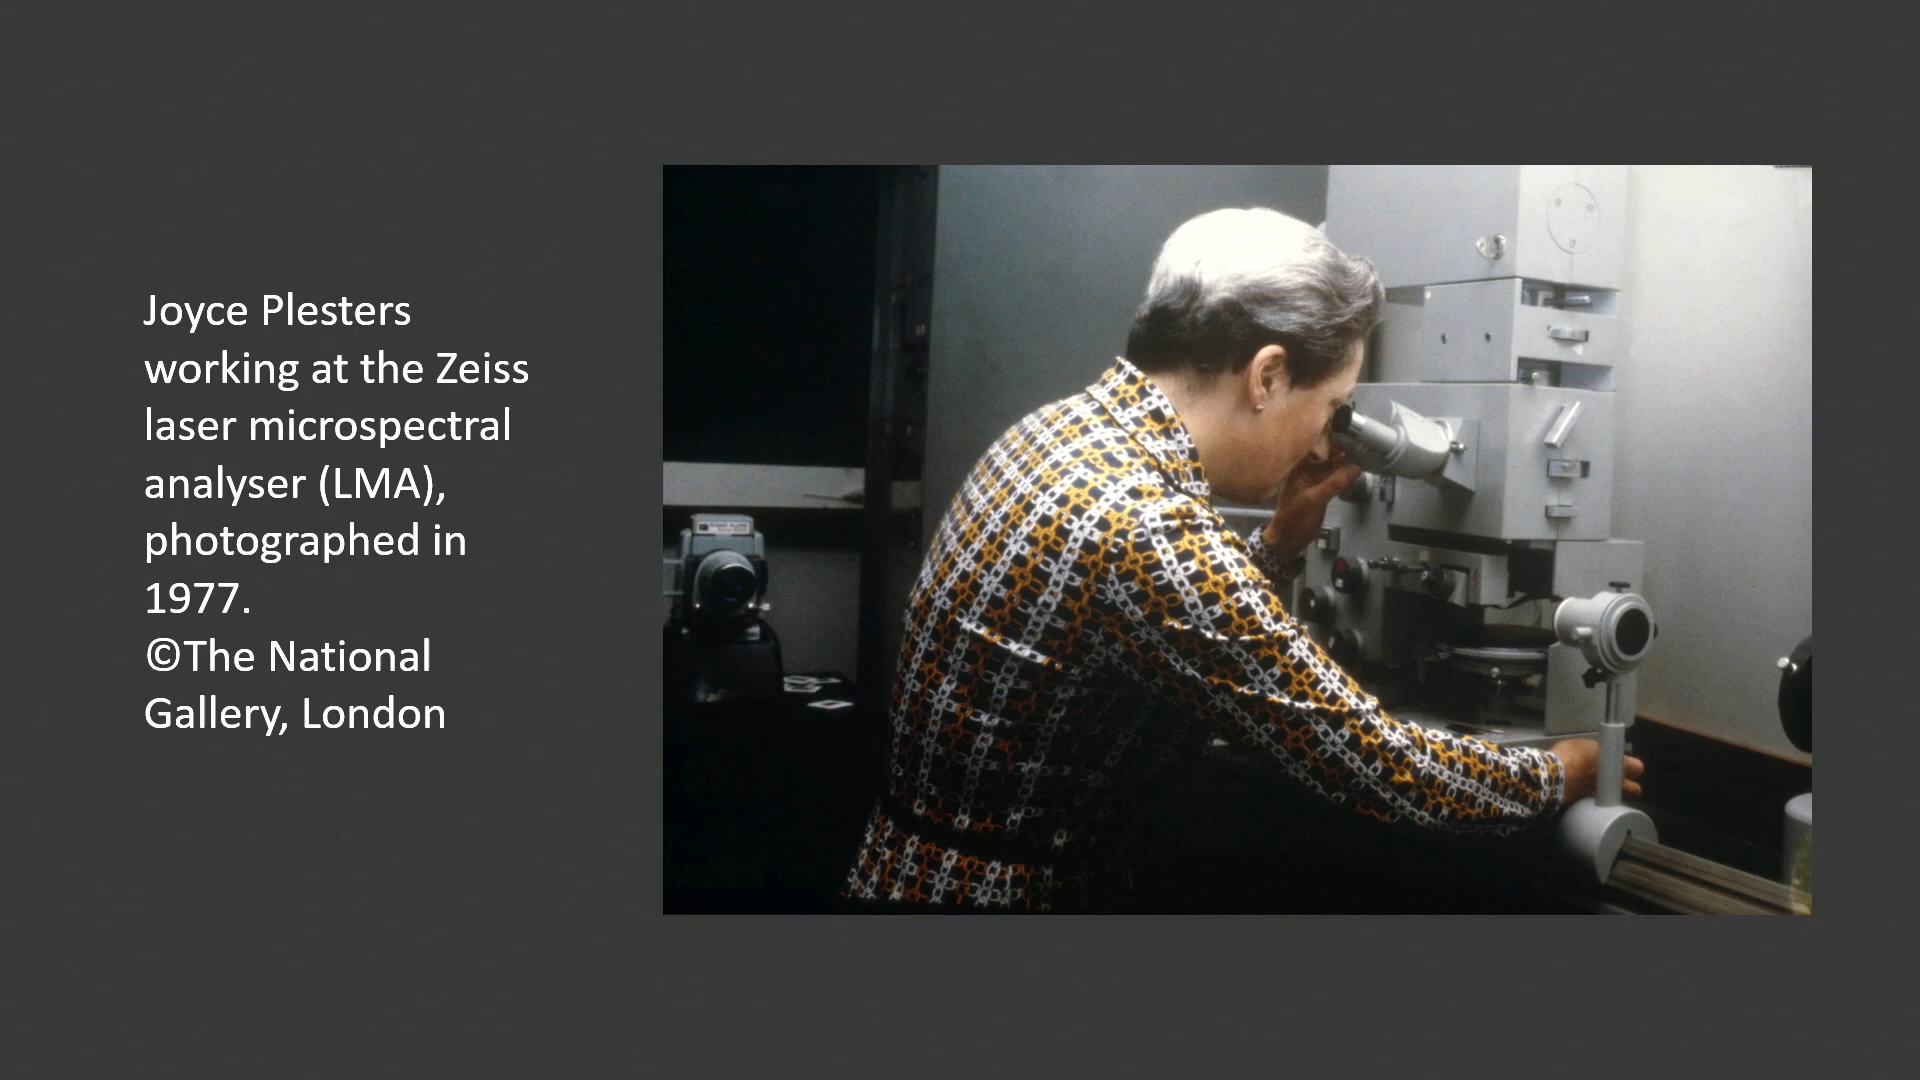 Joyce Plesters
working at the Zeiss
laser microspectral
analyser (LMA),
photographed in
1977.
©The National
Gallery, London